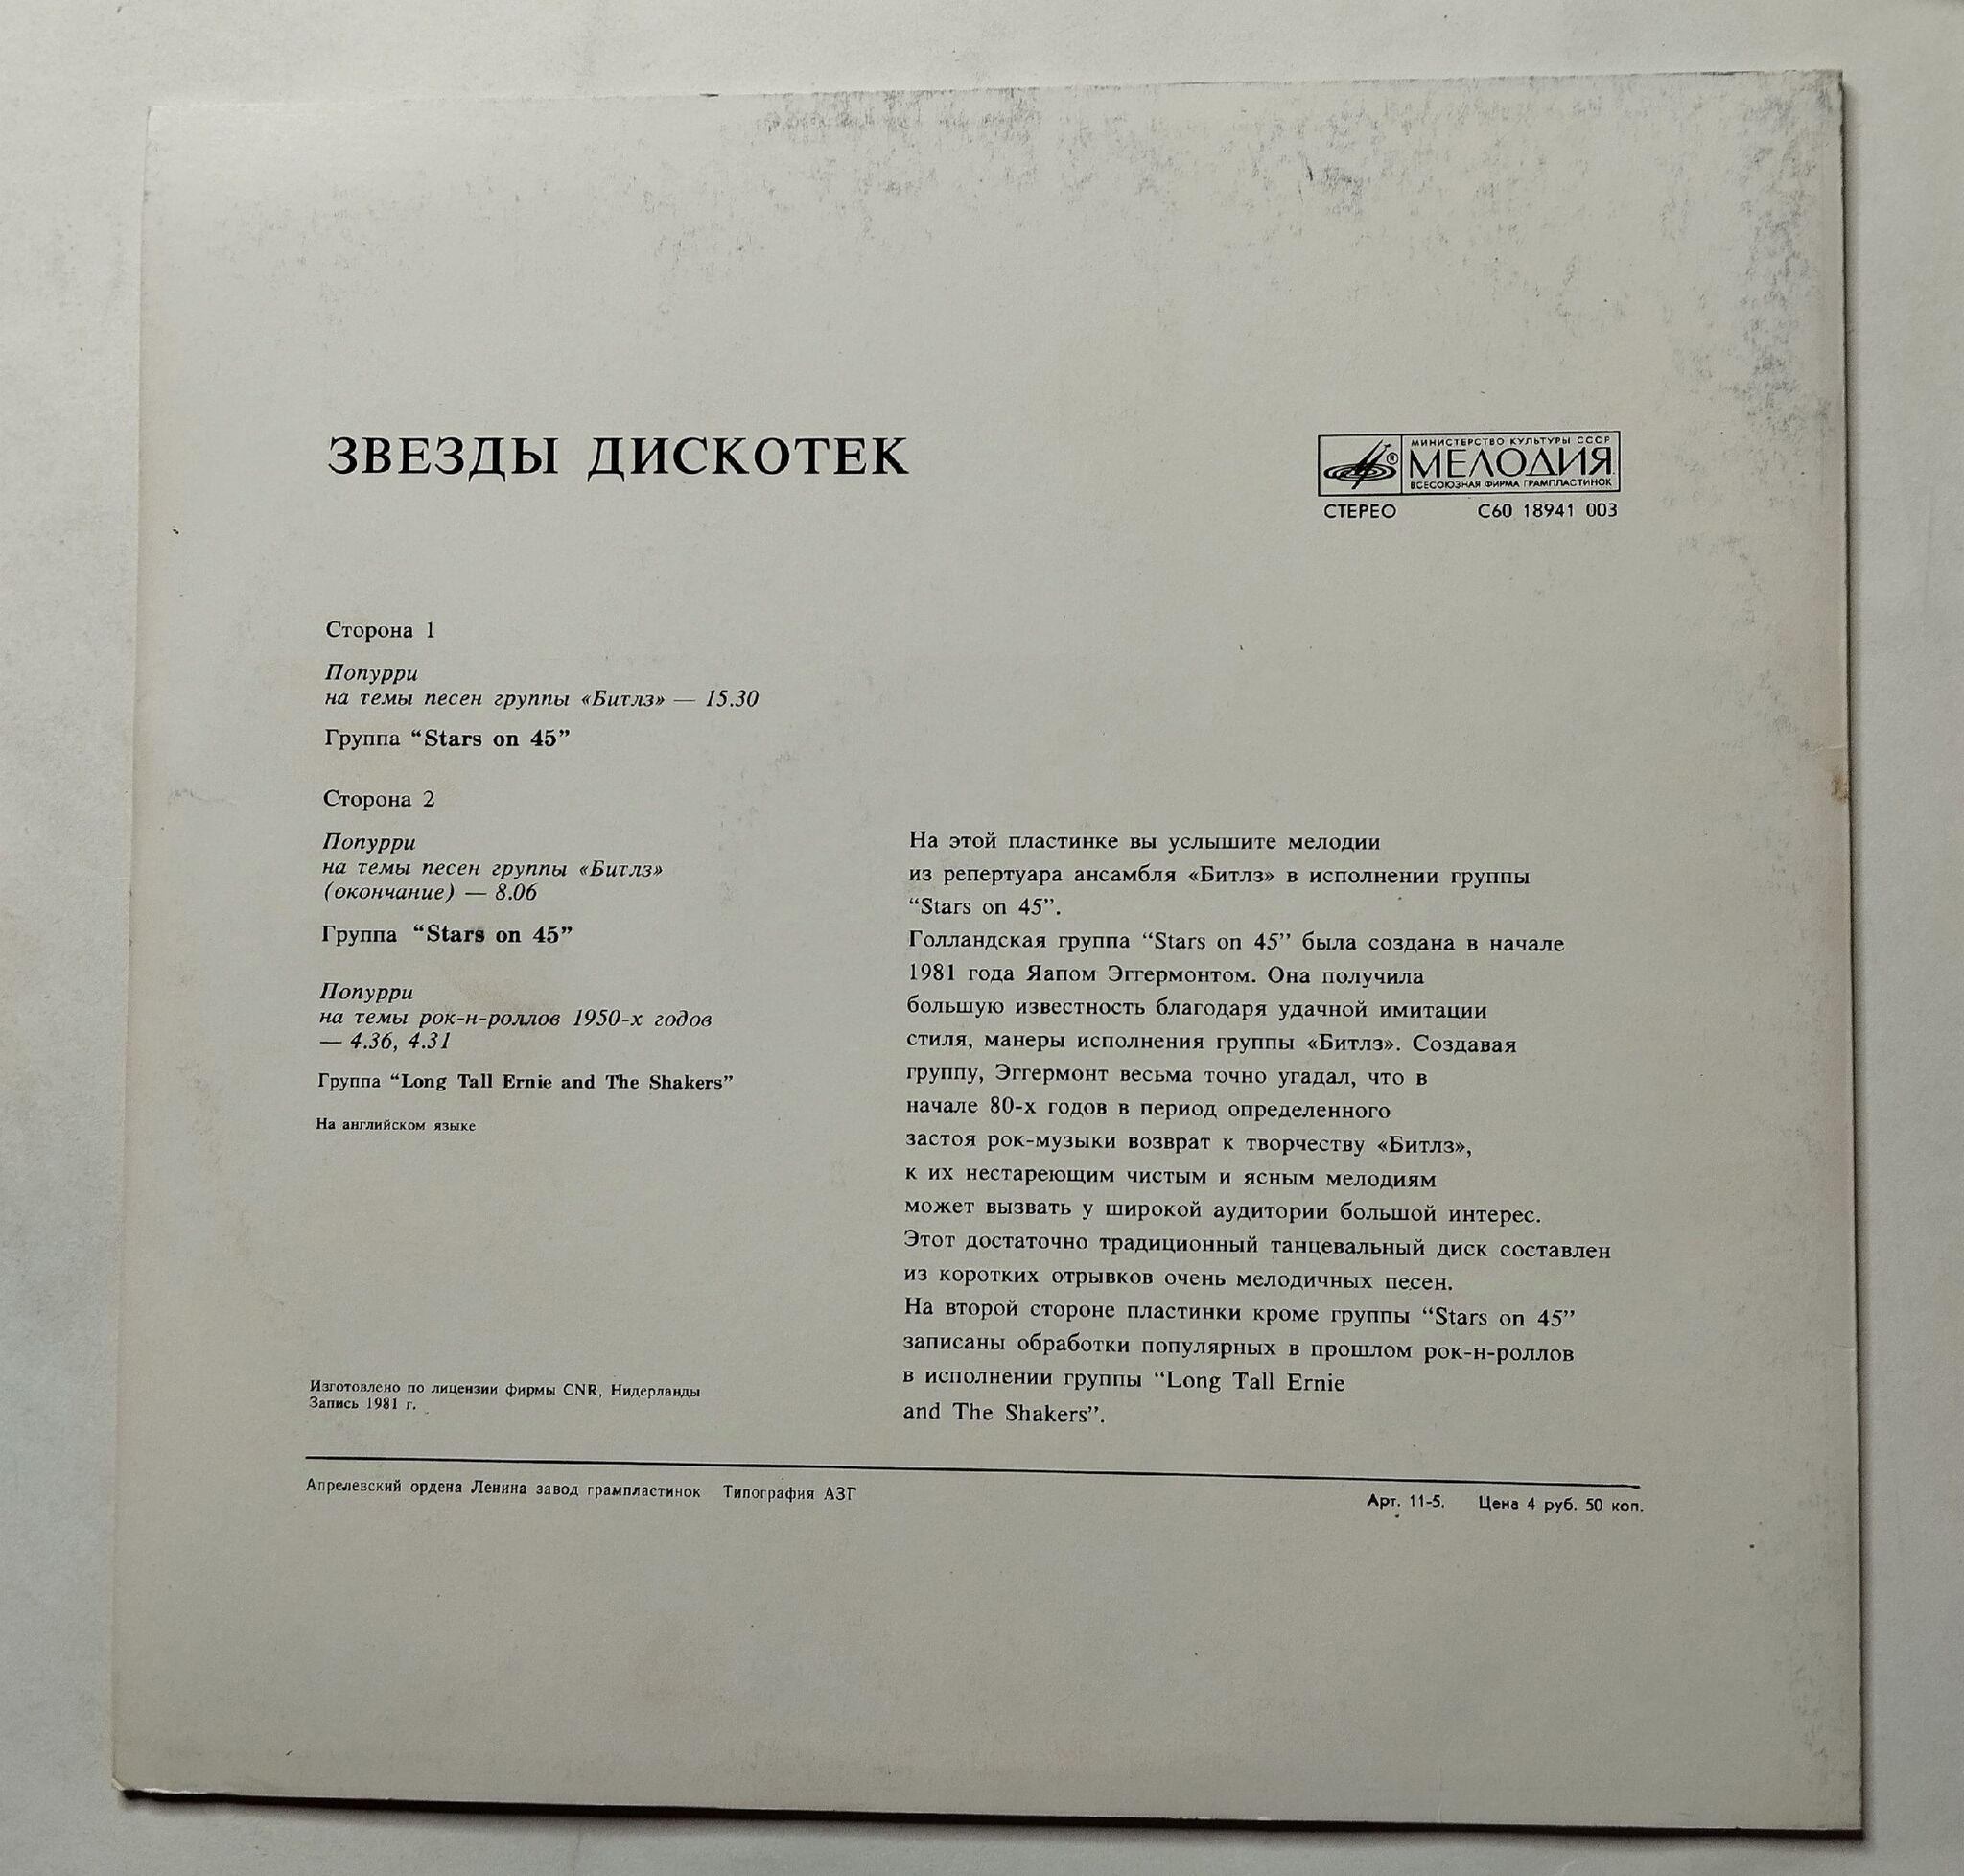 ЗВЕЗДЫ ДИСКОТЕК
МИНИСТЕРСТВО КУЛЬТУРЫ СССР
МЕЛОДИЯ
ВСЕСОЮЗНАЯ ФИРМА ГРАМПЛАСТИНОК
СТЕРЕО С60 18941 003
Сторона 1
Попурри
на темы песен группы «Битлз» — 15.30
Группа “Stars on 45”
Сторона 2
Попурри
на темы песен группы «Битлз»
(окончание) — 8.06
Группа “Stars on 45”
Попурри
на темы рок-н-роллов 1950-х годов
— 4.36, 4.31
Группа “Long Tall Ernie and The Shakers”
На английском языке
На этой пластинке вы услышите мелодии
из репертуара ансамбля «Битлз» в исполнении группы
“Stars on 45”.
Голландская группа “Stars on 45” была создана в начале
1981 года Яапом Эггермонтом. Она получила
большую известность благодаря удачной имитации
стиля, манеры исполнения группы «Битлз». Создавая
группу, Эггермонт весьма точно угадал, что в
начале 80-х годов в период определенного
застоя рок-музыки возврат к творчеству «Битлз»,
к их нестареющим чистым и ясным мелодиям
может вызвать у широкой аудитории большой интерес.
Этот достаточно традиционный танцевальный диск составлен
из коротких отрывков очень мелодичных песен.
На второй стороне пластинки кроме группы “Stars on 45”
записаны обработки популярных в прошлом рок-н-роллов
в исполнении группы “Long Tall Ernie
and The Shakers”.
Изготовлено по лицензии фирмы CNR, Нидерланды
Запись 1981 г.
Апрелевский ордена Ленина завод грампластинок Типография АЗГ
Арт. 11-5. Цена 4 руб. 50 коп.